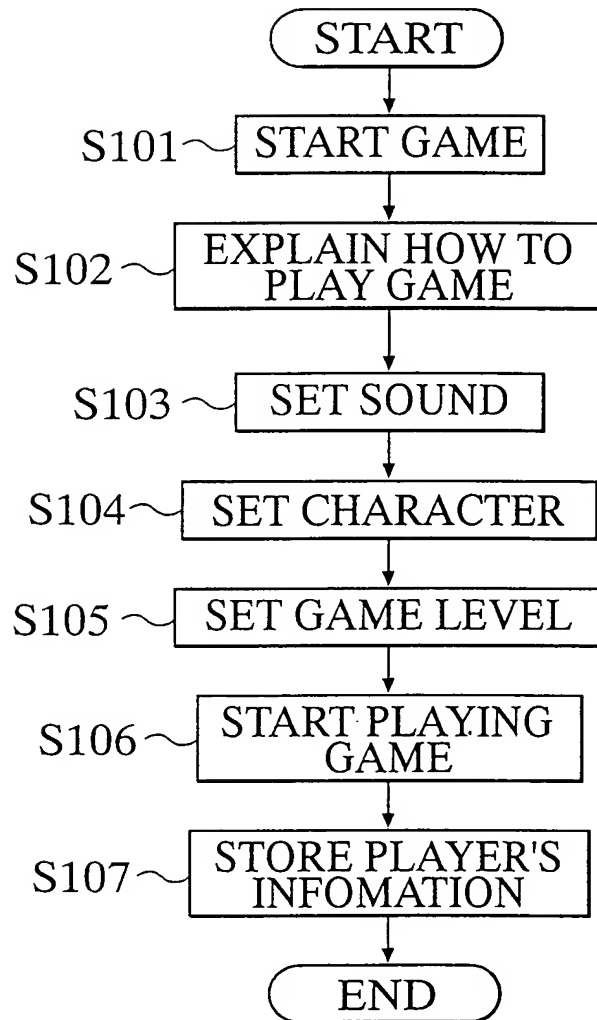 START
S101 START GAME
S102 EXPLAIN HOW TO
PLAY GAME
S103 SET SOUND
S104 SET CHARACTER
S105 SET GAME LEVEL
S106 START PLAYING
GAME
S107 STORE PLAYER'S
INFOMATION
END